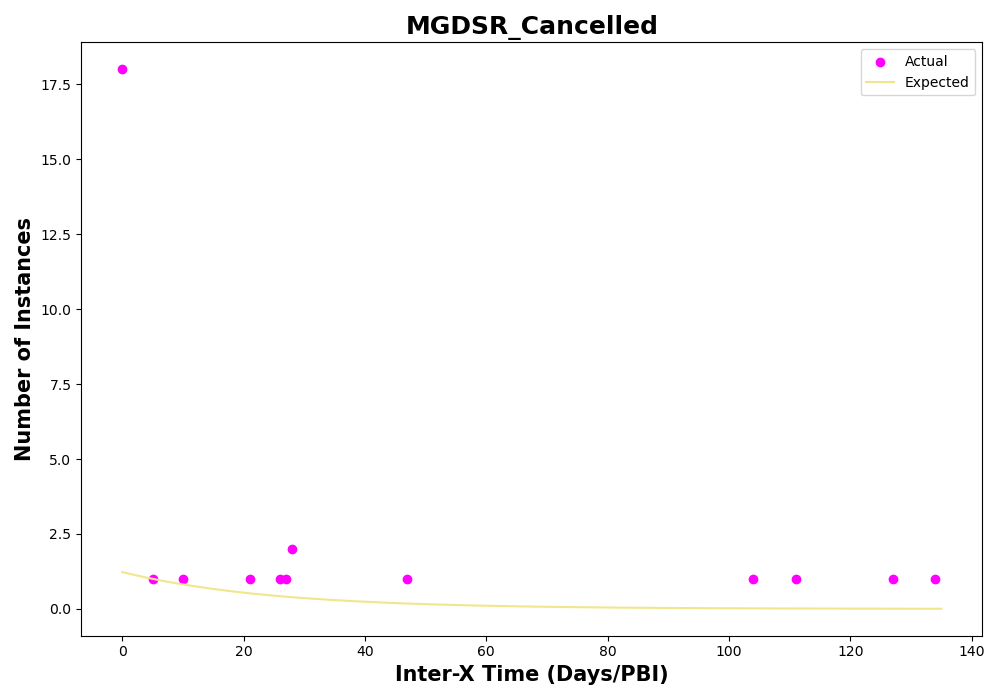 MGDSR_Cancelled
Actual
Expected
Number of Instances
17.5
15.0
12.5
10.0
7.5
5.0
2.5
0.0
0 20 40 60 80 100 120 140
Inter-X Time (Days/PBI)